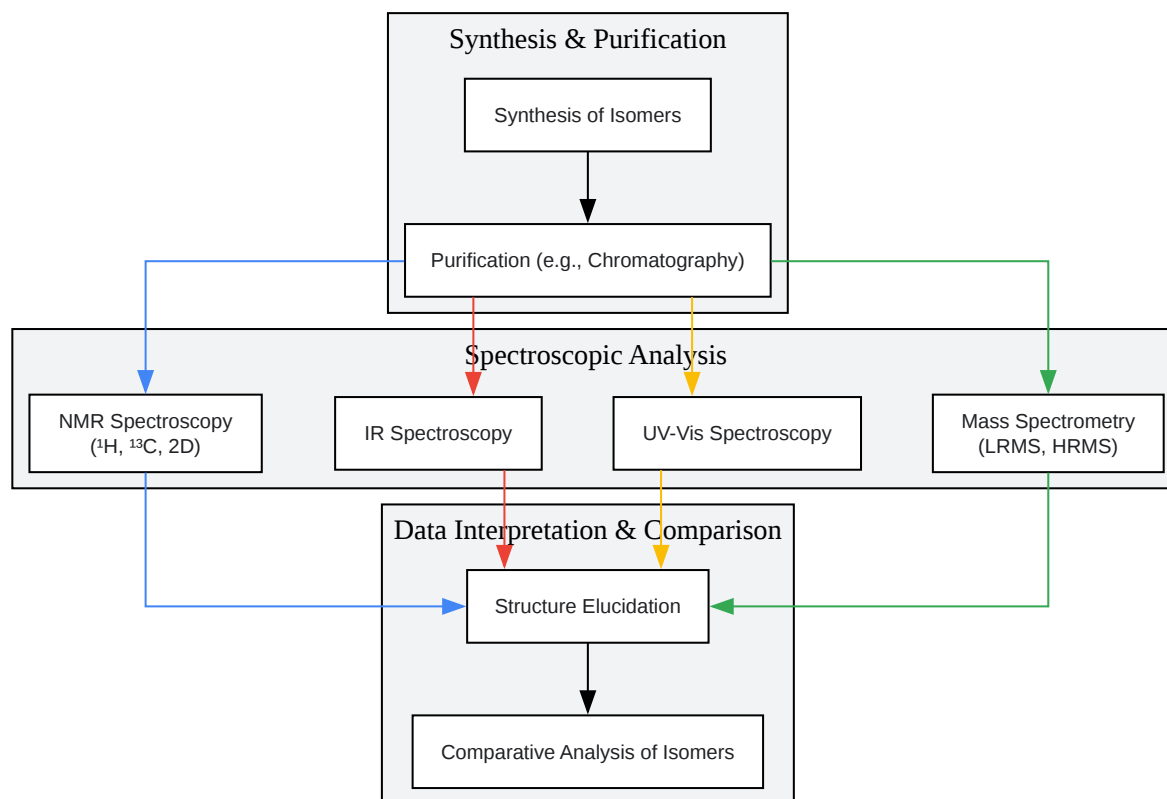 Synthesis & Purification
Synthesis of Isomers
Purification (e.g., Chromatography)
Spectroscopic Analysis
NMR Spectroscopy
(¹H, ¹³C, 2D)
IR Spectroscopy
UV-Vis Spectroscopy
Mass Spectrometry
(LRMS, HRMS)
Data Interpretation & Comparison
Structure Elucidation
Comparative Analysis of Isomers